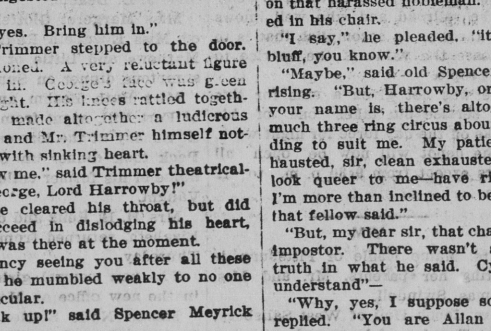 yes. Bring him in."
Trimmer stepped to the door.
A very reluctant figure
in. George's face was green
ght. His knees rattled togeth-
made altogether a ludicrous
and Mr. Trimmer himself not-
with sinking heart.
w me," said Trimmer theatrical-
eorge, Lord Harrowby!"
e cleared his throat, but did
ceed in dislodging his heart,
was there at the moment.
ncy seeing you after all these
he mumbled weakly to no one
cular.
k up!" said Spencer Meyrick
on that harassed nobleman.
ed in his chair.
"I say," he pleaded, "it
bluff, you know."
"Maybe," said old Spence
rising. "But, Harrowby, or
your name is, there's alto
much three ring circus abou
ding to suit me. My patie
hausted, sir, clean exhauste
look queer to me—have ri
I'm more than inclined to be
that fellow said."
"But, my dear sir, that cha
impostor. There wasn't a
truth in what he said. Cy
understand"—
"Why, yes, I suppose so
replied. "You are Allan